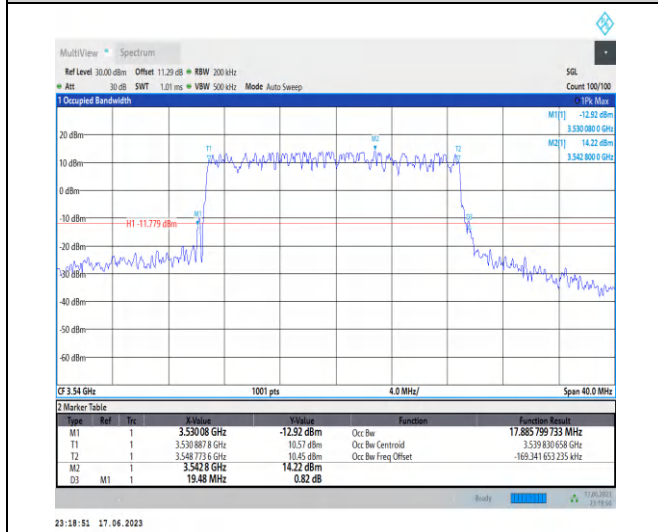 MultiView Spectrum
Ref Level 30.00 dBm Offset 11.29 dB RBW 200 kHz SGL
Att 30 dB SWT 1.01 ms VBW 500 kHz Mode Auto Sweep Count 100/100
1 Occupied Bandwidth 1Pk Max
M1[1] -12.92 dBm
3.530 080 0 GHz
M2[1] 14.22 dBm
3.542 800 0 GHz
20 dBm
M2
T1 T2
10 dBm
0 dBm
-10 dBm
M1
D3
H1 -11.779 dBm
-20 dBm
-30 dBm
-40 dBm
-50 dBm
-60 dBm
CF 3.54 GHz 1001 pts 4.0 MHz/ Span 40.0 MHz
2 Marker Table
Type Ref Trc X-Value Y-Value Function Function Result
M1 1 3.530 08 GHz -12.92 dBm Occ Bw 17.885 799 733 MHz
T1 1 3.530 887 8 GHz 10.57 dBm Occ Bw Centroid 3.539 830 658 GHz
T2 1 3.548 773 6 GHz 10.45 dBm Occ Bw Freq Offset -169.341 653 235 kHz
M2 1 3.542 8 GHz 14.22 dBm
D3 M1 1 19.48 MHz 0.82 dB
Ready 17.06.2023
23:18:50
23:18:51 17.06.2023